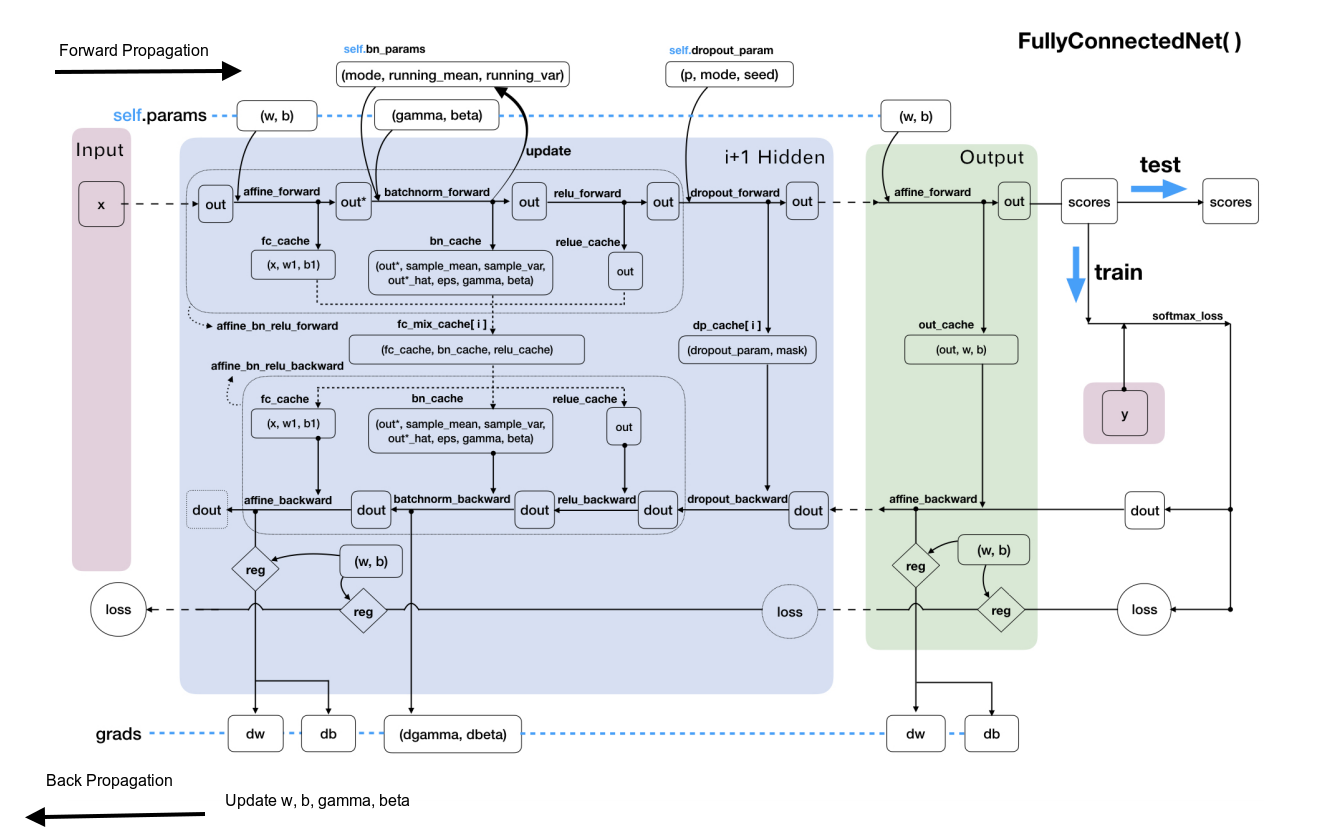 FullyConnectedNet( )
Forward Propagation
self.bn_params
self.dropout_param
(mode, running_mean, running_var)
(p, mode, seed)
self.params
(w, b)
(gamma, beta)
(w, b)
Input
update
i+1 Hidden
Output
test
x
out
affine_forward
out*
batchnorm_forward
out
relu_forward
out
dropout_forward
out
affine_forward
out
scores
scores
fc_cache
bn_cache
relue_cache
(x, w1, b1)
(out*, sample_mean, sample_var,
out*_hat, eps, gamma, beta)
out
train
affine_bn_relu_forward
fc_mix_cache[ i ]
dp_cache[ i ]
out_cache
softmax_loss
(fc_cache, bn_cache, relu_cache)
(dropout_param, mask)
(out, w, b)
affine_bn_relu_backward
fc_cache
bn_cache
relue_cache
(x, w1, b1)
(out*, sample_mean, sample_var,
out*_hat, eps, gamma, beta)
out
y
dout
affine_backward
dout
batchnorm_backward
dout
relu_backward
dout
dropout_backward
dout
affine_backward
dout
reg
(w, b)
reg
(w, b)
loss
reg
loss
reg
loss
grads
dw
db
(dgamma, dbeta)
dw
db
Back Propagation
Update w, b, gamma, beta